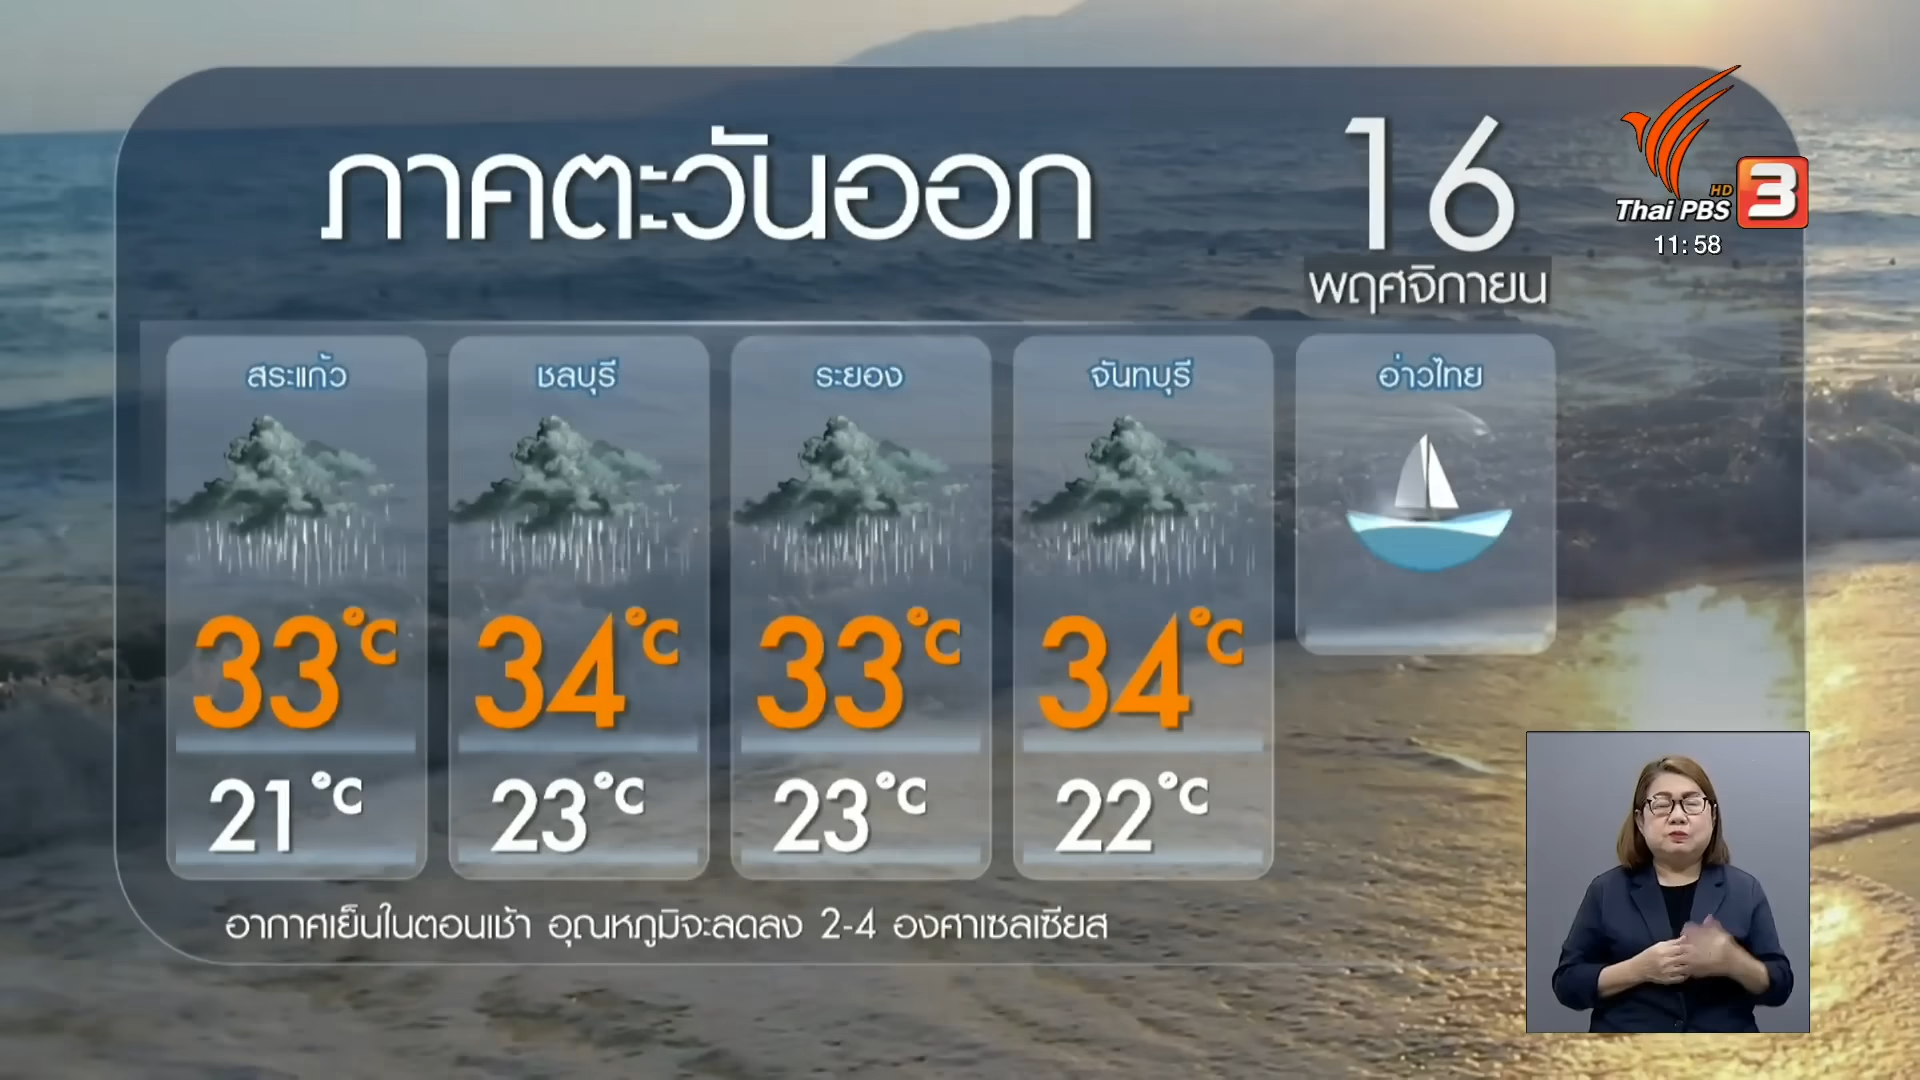 ภาคตะวันออก
16
พฤศจิกายน
HD
Thai PBS 3
11:58
สระแก้ว
33°C
21°C
ชลบุรี
34°C
23°C
ระยอง
33°C
23°C
จันทบุรี
34°C
22°C
อ่าวไทย
อากาศเย็นในตอนเช้า อุณหภูมิจะลดลง 2-4 องศาเซลเซียส